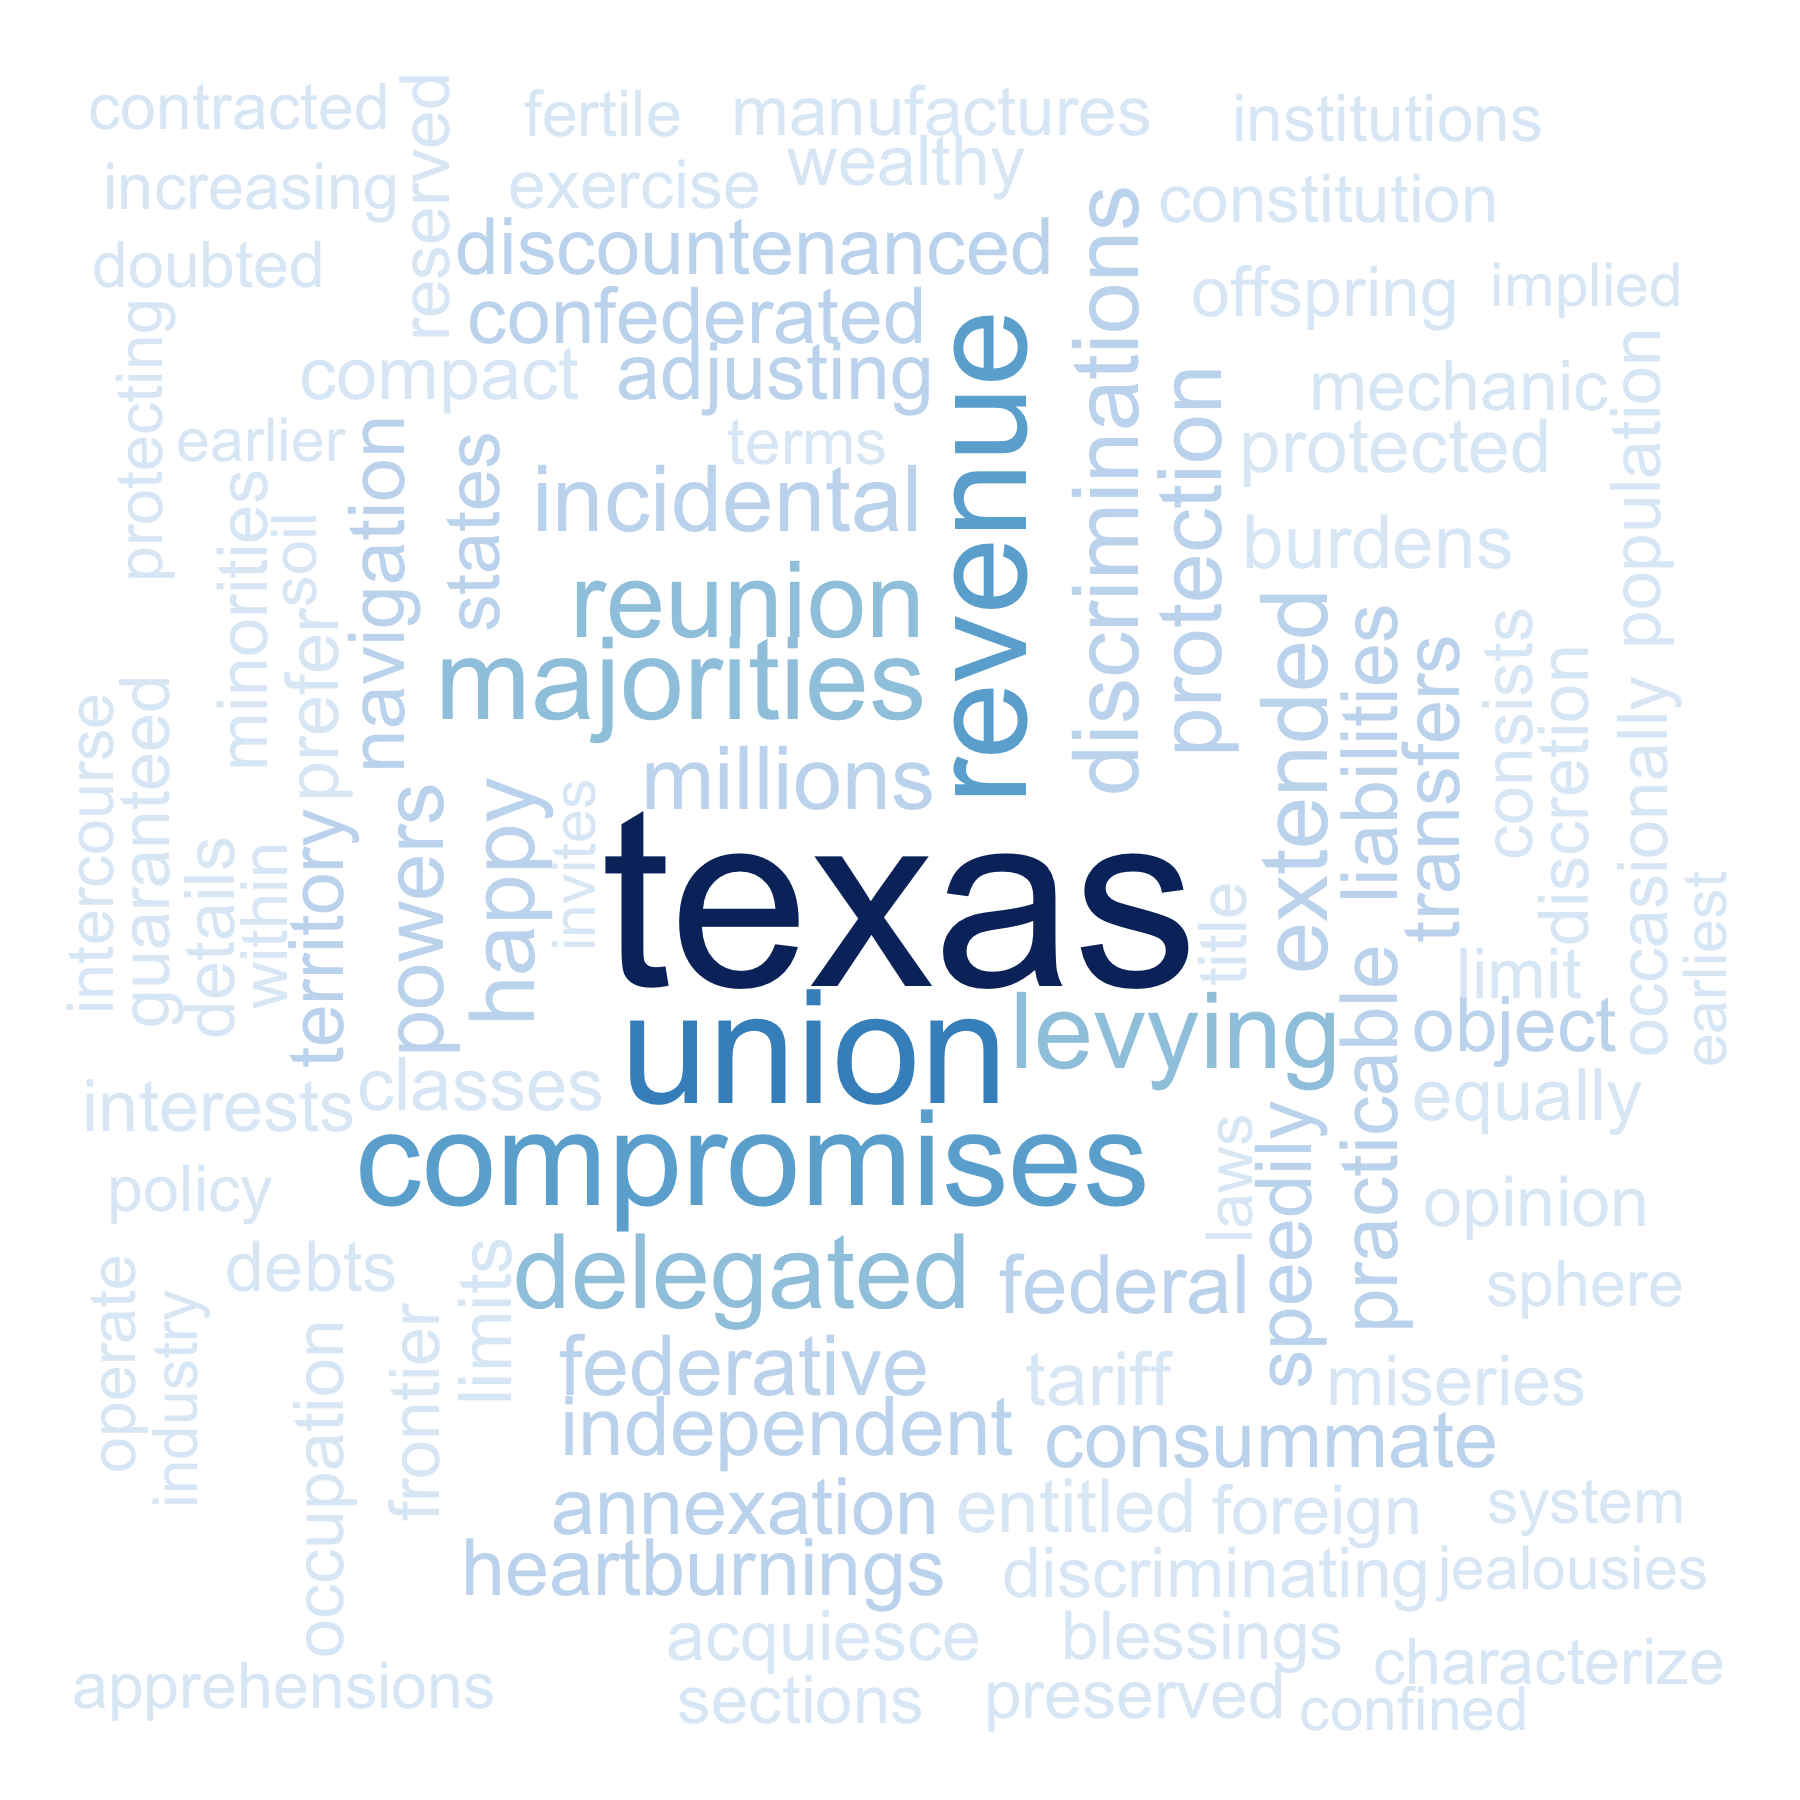 contracted
reserved
fertile
manufactures
institutions
increasing
exercise
wealthy
constitution
doubted
discountenanced
discriminations
offspring
implied
protecting
confederated
revenue
compact
adjusting
protection
mechanic
population
earlier
navigation
states
terms
protected
minorities
soil
incidental
burdens
reunion
extended
liabilities
transfers
consists
discretion
prefer
majorities
intercourse
guaranteed
millions
occasionally
territory
powers
happy
invites
details
within
texas
title
earliest
limit
union
levying
practicable
object
interests
classes
equally
compromises
laws
speedily
policy
opinion
debts
limits
delegated
federal
sphere
operate
industry
occupation
frontier
federative
tariff
miseries
independent
consummate
annexation
entitled
foreign
system
heartburnings
discriminating
jealousies
acquiesce
blessings
characterize
apprehensions
sections
preserved
confined